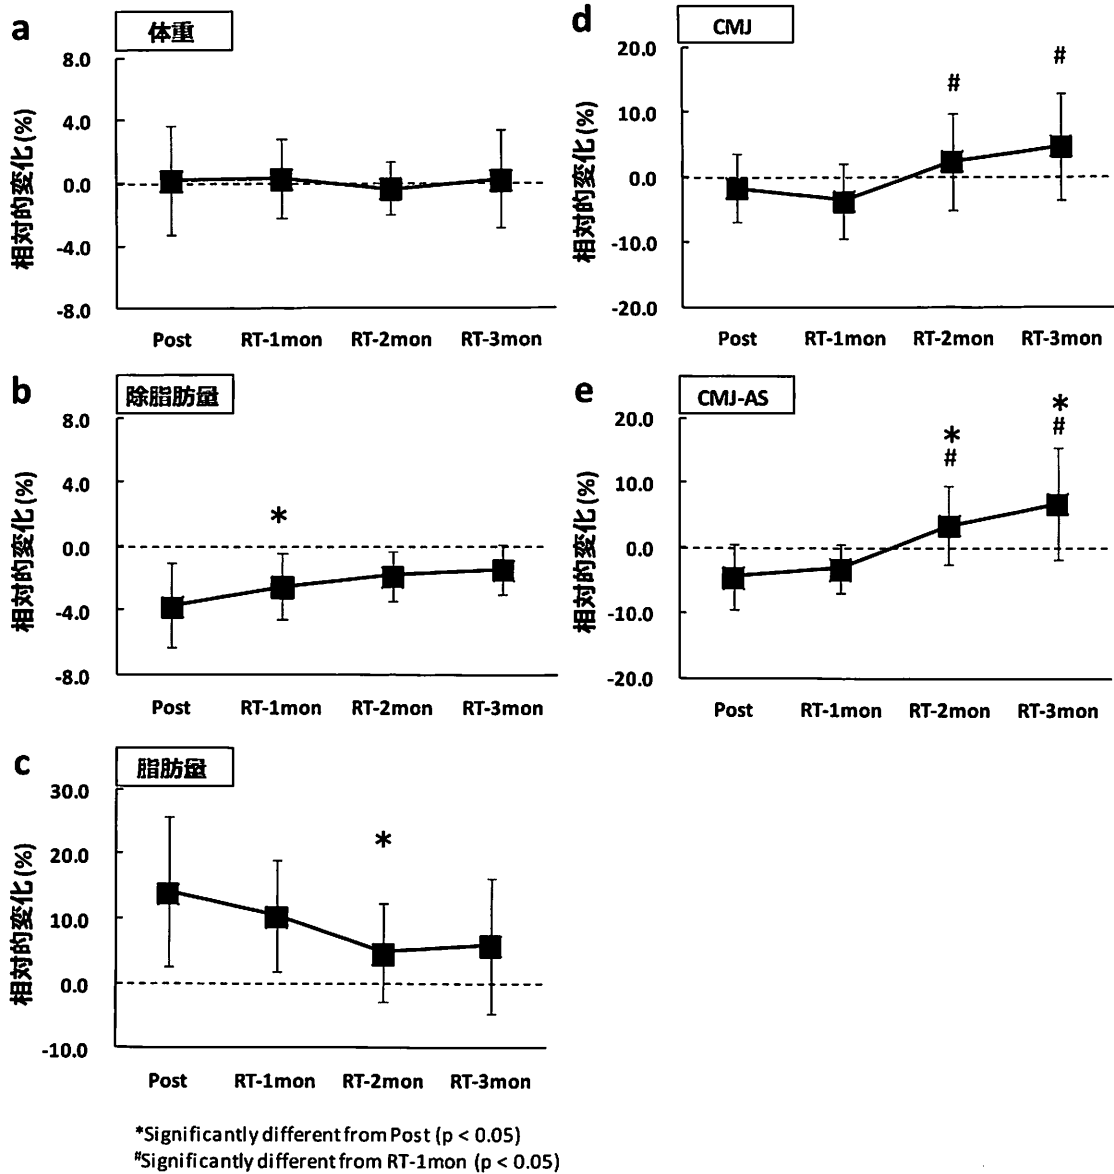 a
体重
8.0
4.0
0.0
-4.0
-8.0
相対的変化(%)
Post RT-1mon RT-2mon RT-3mon
b
除脂肪量
8.0
4.0
0.0
-4.0
-8.0
相対的変化(%)
*
Post RT-1mon RT-2mon RT-3mon
c
脂肪量
30.0
20.0
10.0
0.0
-10.0
相対的変化(%)
*
Post RT-1mon RT-2mon RT-3mon
d
CMJ
20.0
10.0
0.0
-10.0
-20.0
相対的変化(%)
# #
Post RT-1mon RT-2mon RT-3mon
e
CMJ-AS
20.0
10.0
0.0
-10.0
-20.0
相対的変化(%)
* *
# #
Post RT-1mon RT-2mon RT-3mon
*Significantly different from Post (p < 0.05)
#Significantly different from RT-1mon (p < 0.05)